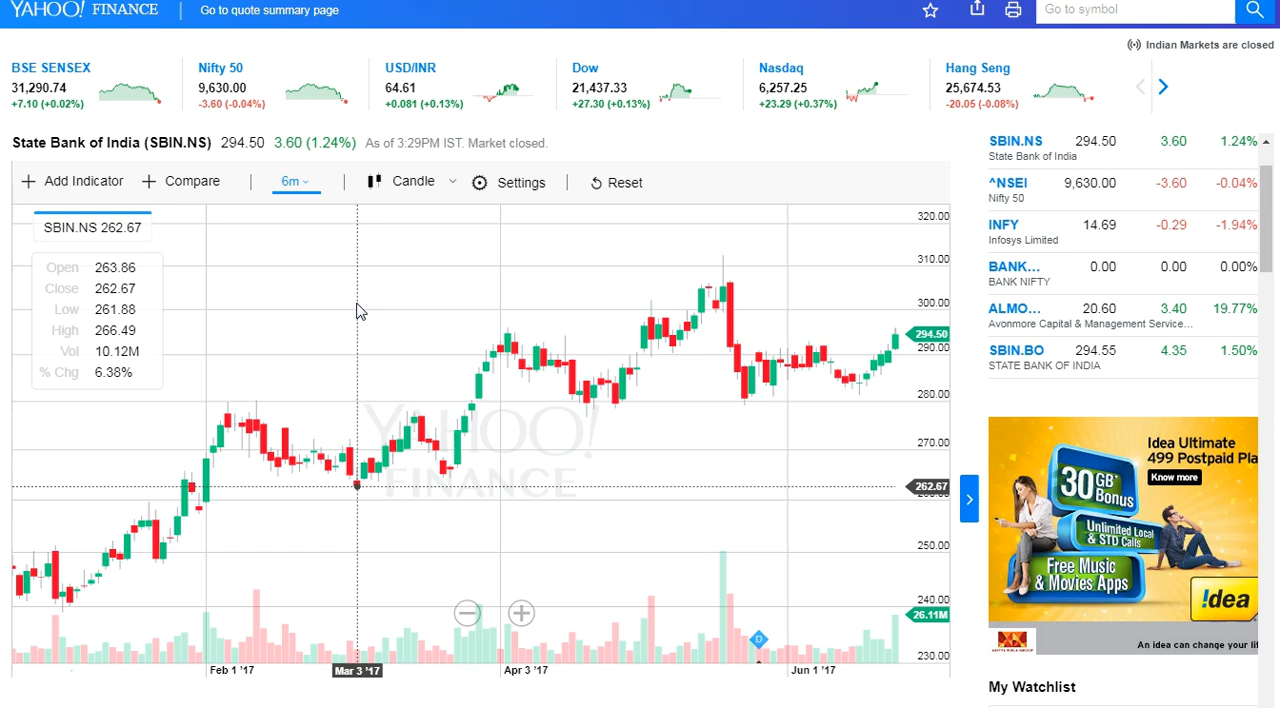 YAHOO! FINANCE
Go to quote summary page
Go to symbol
Indian Markets are closed
BSE SENSEX
31,290.74
+7.10 (+0.02%)
Nifty 50
9,630.00
-3.60 (-0.04%)
USD/INR
64.61
+0.081 (+0.13%)
Dow
21,437.33
+27.30 (+0.13%)
Nasdaq
6,257.25
+23.29 (+0.37%)
Hang Seng
25,674.53
-20.05 (-0.08%)
State Bank of India (SBIN.NS) 294.50 3.60 (1.24%) As of 3:29PM IST. Market closed.
Add Indicator Compare 6m Candle Settings Reset
SBIN.NS 262.67
Open 263.86
Close 262.67
Low 261.88
High 266.49
Vol 10.12M
% Chg 6.38%
YAHOO!
FINANCE
320.00
310.00
300.00
294.50
290.00
280.00
270.00
262.67
250.00
240.00
26.11M
230.00
D
Feb 1 '17 Mar 3 '17 Apr 3 '17 Jun 1 '17
SBIN.NS 294.50 3.60 1.24%
State Bank of India
^NSEI 9,630.00 -3.60 -0.04%
Nifty 50
INFY 14.69 -0.29 -1.94%
Infosys Limited
BANK... 0.00 0.00 0.00%
BANK NIFTY
ALMO... 20.60 3.40 19.77%
Avonmore Capital & Management Service...
SBIN.BO 294.55 4.35 1.50%
STATE BANK OF INDIA
Idea Ultimate
499 Postpaid Pla
Know more
30GB*
Bonus
Unlimited Local
& STD Calls
Free Music
& Movies Apps
!dea
ADITYA BIRLA GROUP
An idea can change your lif
My Watchlist